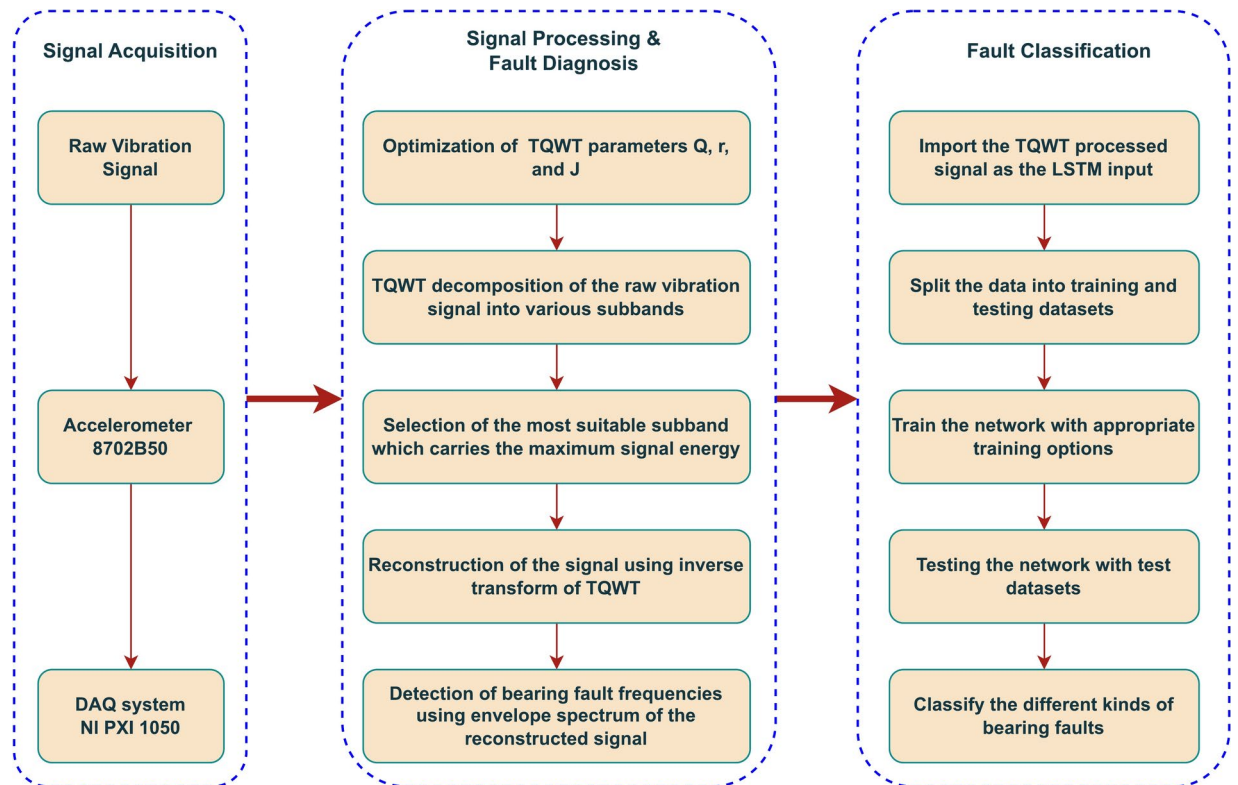 Signal Acquisition
Raw Vibration
Signal
Accelerometer
8702B50
DAQ system
NI PXI 1050
Signal Processing &
Fault Diagnosis
Optimization of TQWT parameters Q, r,
and J
TQWT decomposition of the raw vibration
signal into various subbands
Selection of the most suitable subband
which carries the maximum signal energy
Reconstruction of the signal using inverse
transform of TQWT
Detection of bearing fault frequencies
using envelope spectrum of the
reconstructed signal
Fault Classification
Import the TQWT processed
signal as the LSTM input
Split the data into training and
testing datasets
Train the network with appropriate
training options
Testing the network with test
datasets
Classify the different kinds of
bearing faults